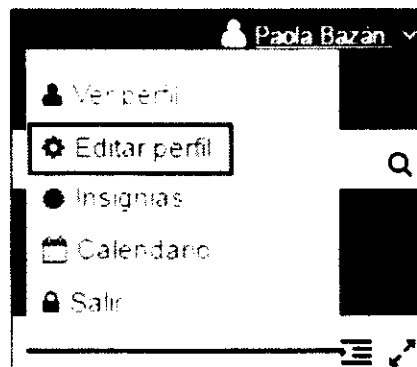 Paola Bazán
Ver perfil
Editar perfil
Insignias
Calendario
Salir